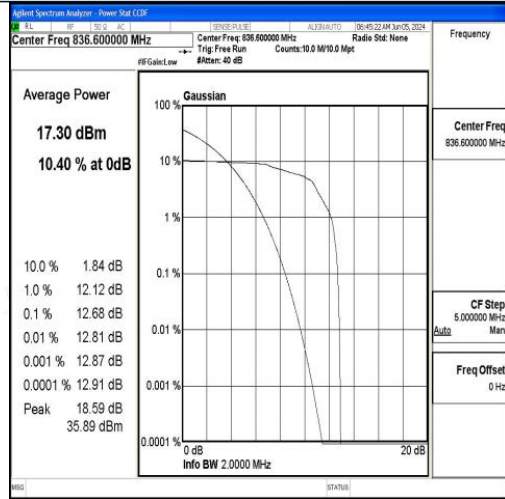 Agilent Spectrum Analyzer - Power Stat CCDF
RL RF 50 Ω AC SENSE:PULSE ALIGNAUTO 06:45:22 AM Jun 05, 2024
Center Freq 836.600000 MHz
Center Freq: 836.600000 MHz Radio Std: None
Trig: Free Run Counts:10.0 M/10.0 Mpt
#IFGain:Low #Atten: 40 dB
Frequency
Average Power
17.30 dBm
10.40 % at 0dB
10.0 % 1.84 dB
1.0 % 12.12 dB
0.1 % 12.68 dB
0.01 % 12.81 dB
0.001 % 12.87 dB
0.0001 % 12.91 dB
Peak 18.59 dB
35.89 dBm
Gaussian
100 %
10 %
1 %
0.1 %
0.01 %
0.001 %
0.0001 %
0 dB 20 dB
Info BW 2.0000 MHz
Center Freq
836.600000 MHz
CF Step
5.000000 MHz
Auto Man
Freq Offset
0 Hz
MSG STATUS